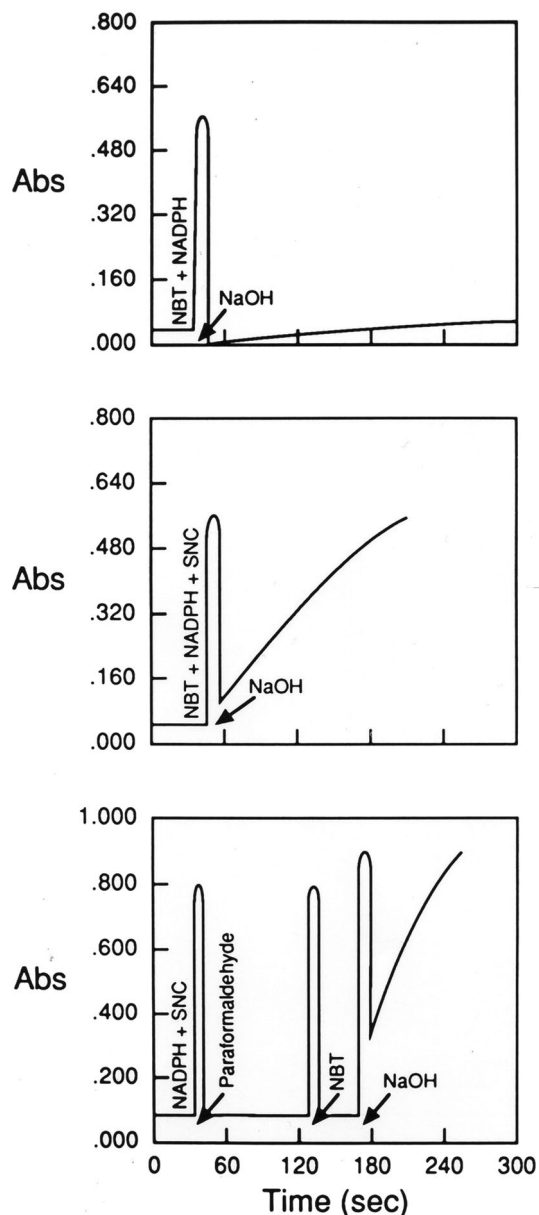 .800
.640
.480
.320
.160
.000
Abs
NBT + NADPH
NaOH
.800
.640
.480
.320
.160
.000
Abs
NBT + NADPH + SNC
NaOH
1.000
.800
.600
.400
.200
.000
Abs
NADPH + SNC
Paraformaldehyde
NBT
NaOH
0 60 120 180 240 300
Time (sec)